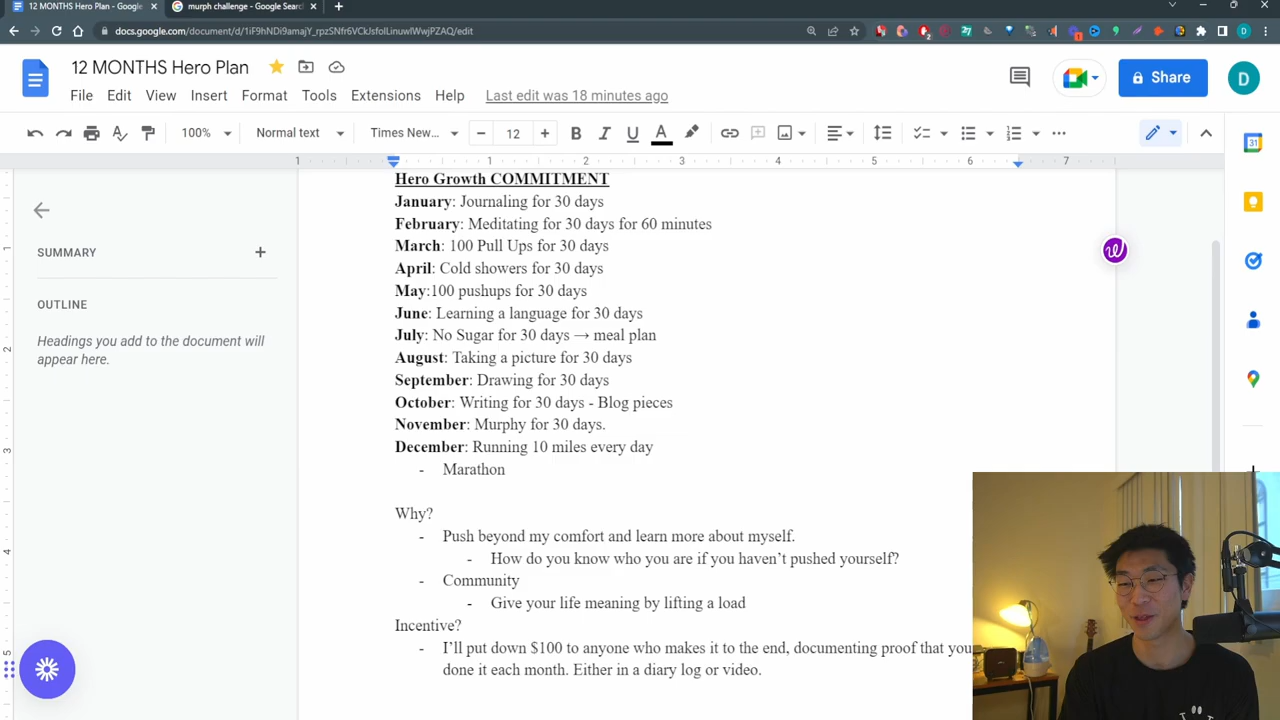 12 MONTHS Hero Plan - Google
murph challenge - Google Search
docs.google.com/document/d/
12 MONTHS Hero Plan
Share
D
File Edit View Insert Format Tools Extensions Help Last edit was 18 minutes ago
100% Normal text Times New... 12 B I U A
1 1 2 3 4 5 6 7
SUMMARY
OUTLINE
Headings you add to the document will
appear here.
Hero Growth COMMITMENT
January: Journaling for 30 days
February: Meditating for 30 days for 60 minutes
March: 100 Pull Ups for 30 days
April: Cold showers for 30 days
May:100 pushups for 30 days
June: Learning a language for 30 days
July: No Sugar for 30 days → meal plan
August: Taking a picture for 30 days
September: Drawing for 30 days
October: Writing for 30 days - Blog pieces
November: Murphy for 30 days.
December: Running 10 miles every day
- Marathon
Why?
- Push beyond my comfort and learn more about myself.
- How do you know who you are if you haven’t pushed yourself?
- Community
- Give your life meaning by lifting a load
Incentive?
- I’ll put down $100 to anyone who makes it to the end, documenting proof that you
done it each month. Either in a diary log or video.